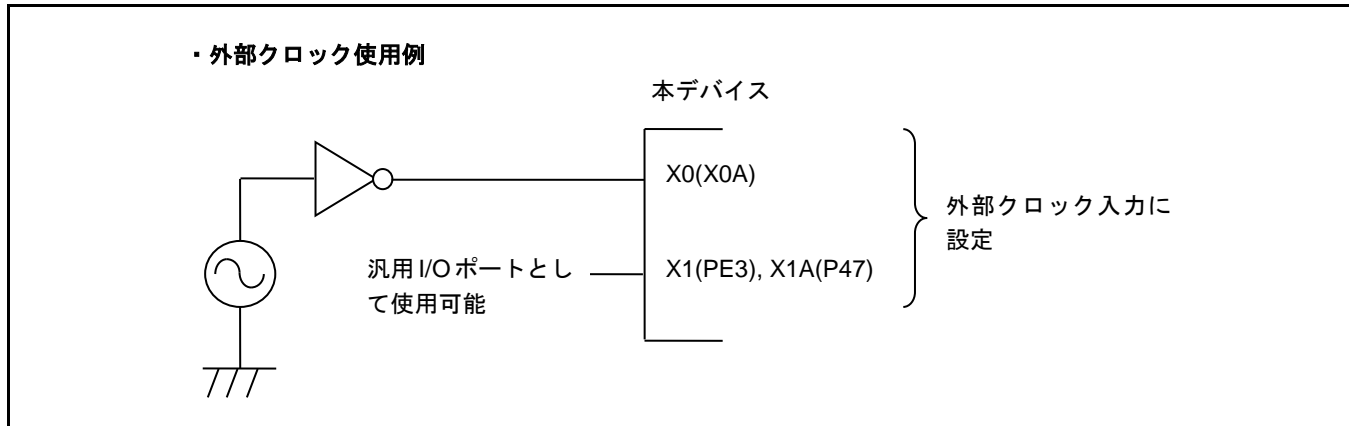 ・外部クロック使用例
本デバイス
X0(X0A)
外部クロック入力に
設定
汎用I/Oポートとし
て使用可能
X1(PE3), X1A(P47)